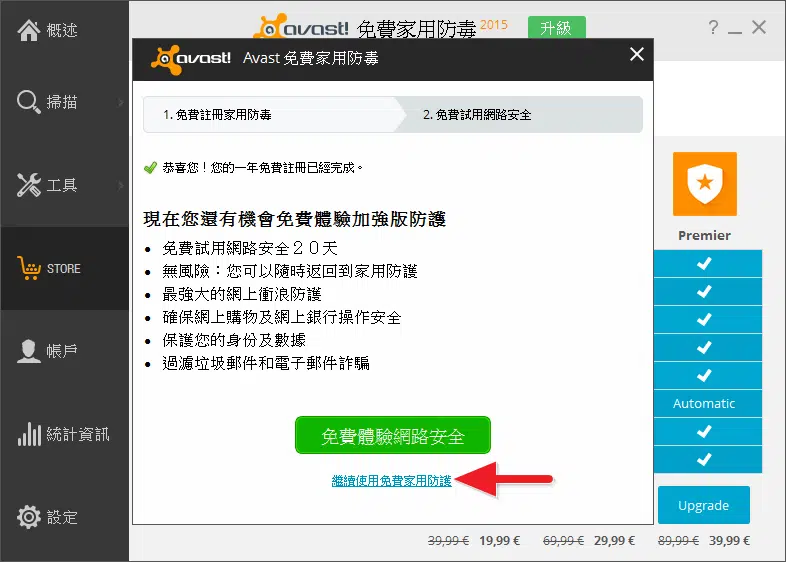 概述
avast! 免費家用防毒 2015
升級
?
avast! Avast 免費家用防毒
1. 免費註冊家用防毒
2. 免費試用網路安全
掃描
恭喜您！您的一年免費註冊已經完成。
工具
現在您還有機會免費體驗加強版防護
免費試用網路安全２０天
無風險：您可以隨時返回到家用防護
最強大的網上衝浪防護
確保網上購物及網上銀行操作安全
保護您的身份及數據
過濾垃圾郵件和電子郵件詐騙
Premier
STORE
帳戶
Automatic
統計資訊
免費體驗網路安全
繼續使用免費家用防護
設定
Upgrade
39,99 € 19,99 € 69,99 € 29,99 € 89,99 € 39,99 €